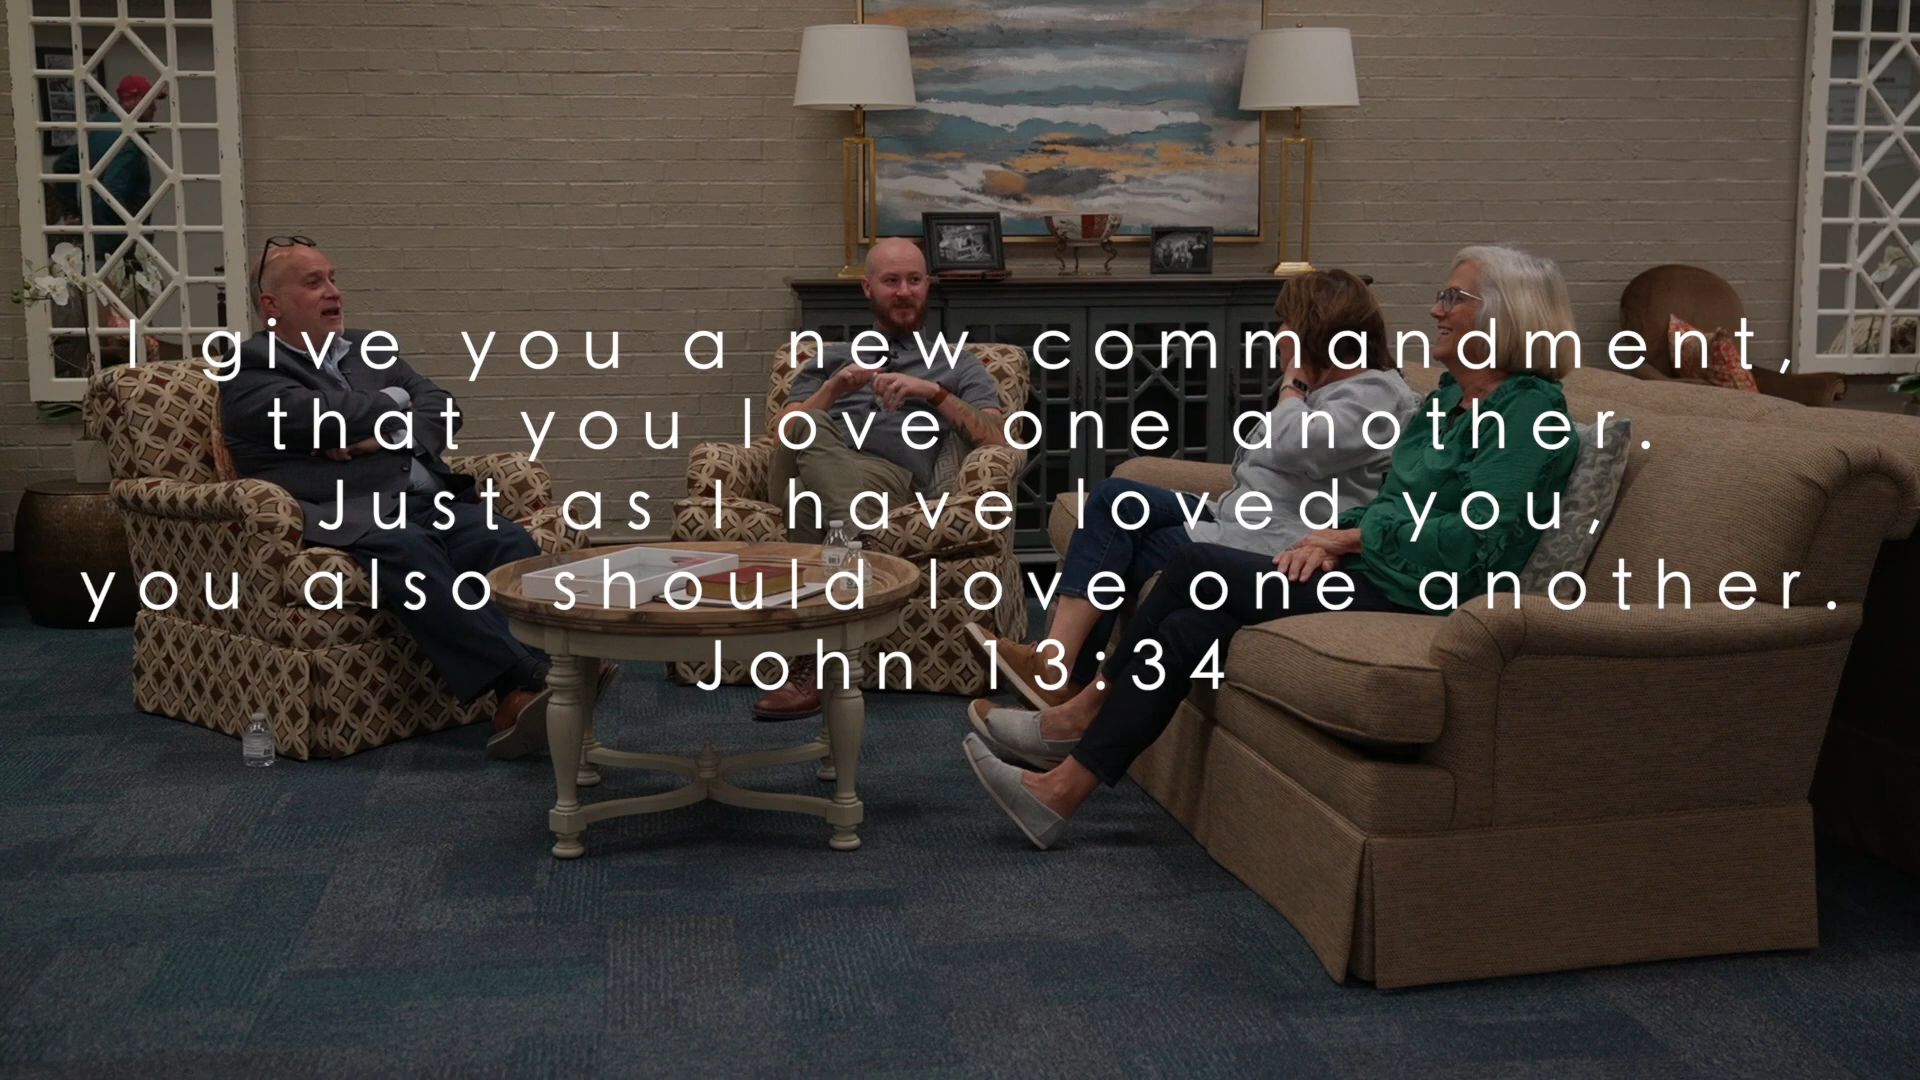 I give you a new commandment,
that you love one another.
Just as I have loved you,
you also should love one another.
John 13:34